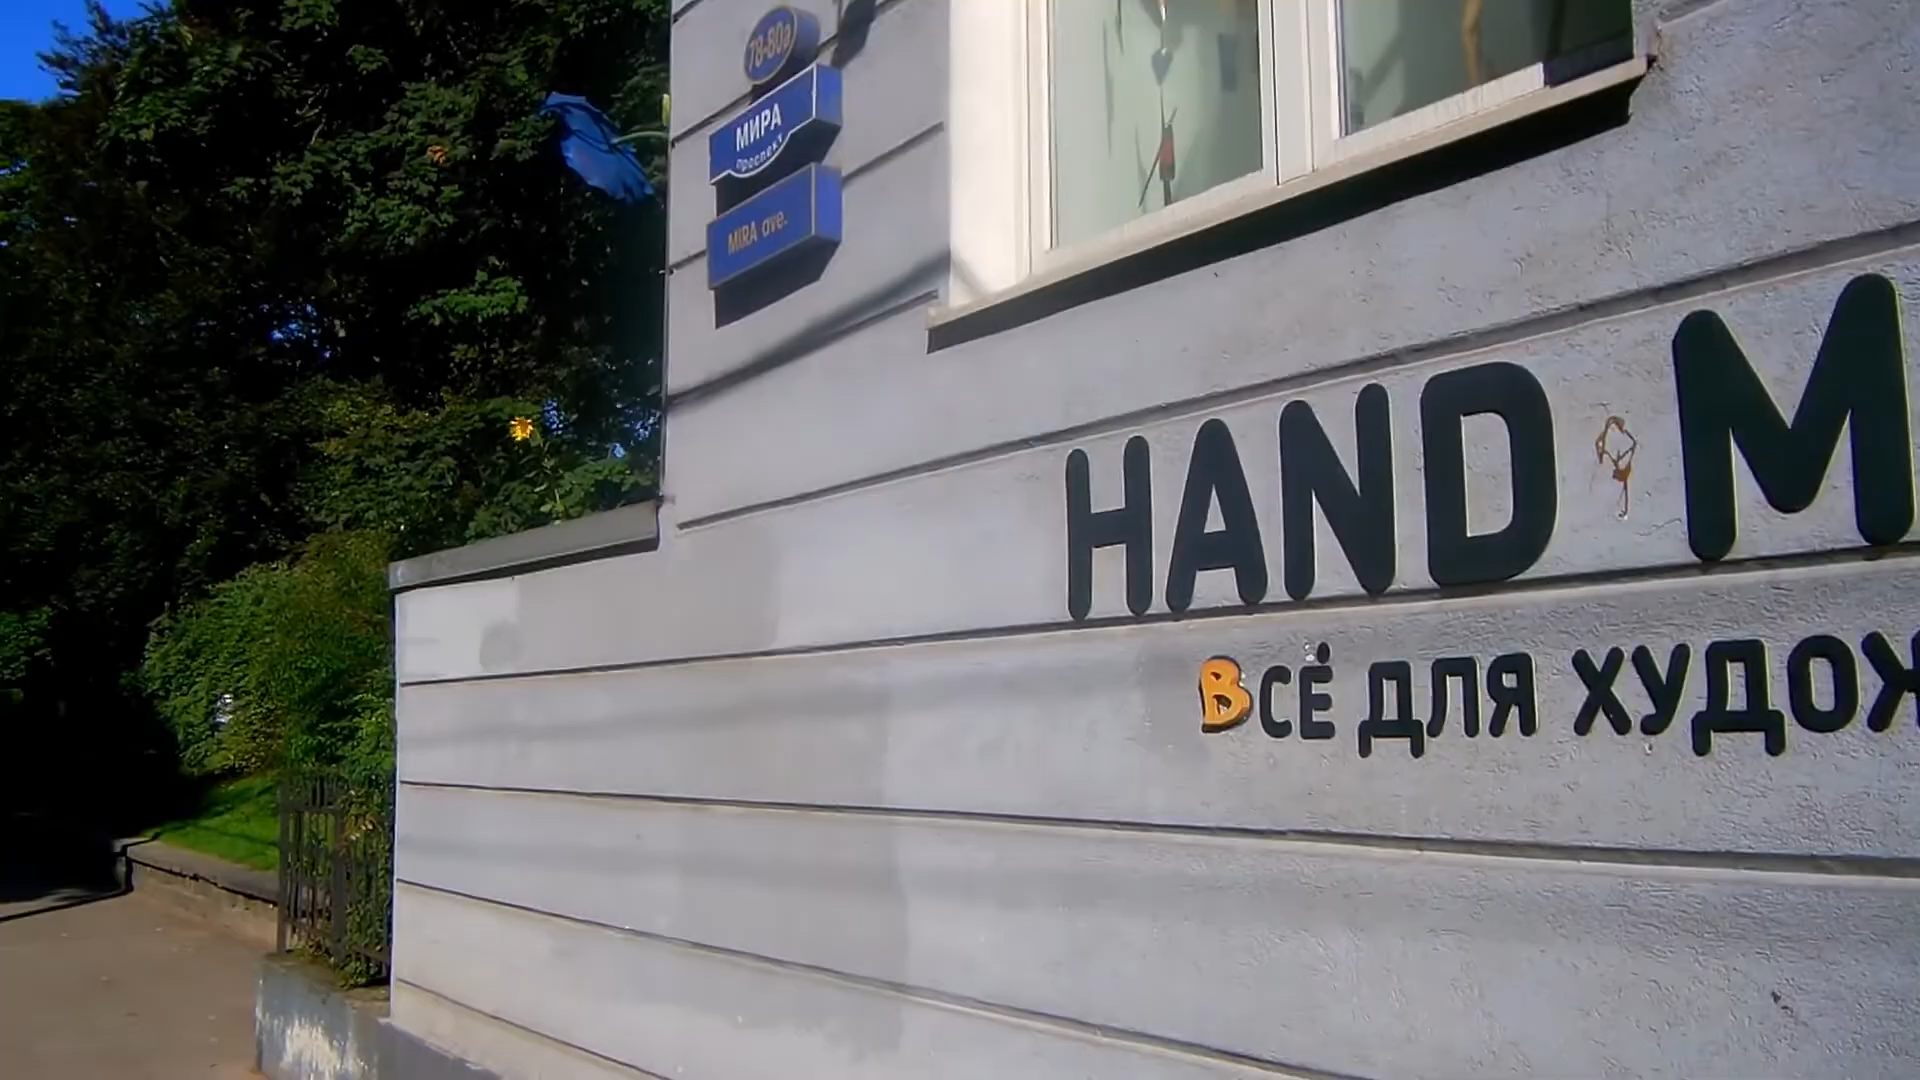 78-80а
МИРА
проспект
MIRA ave.
HAND M
Всё для худож